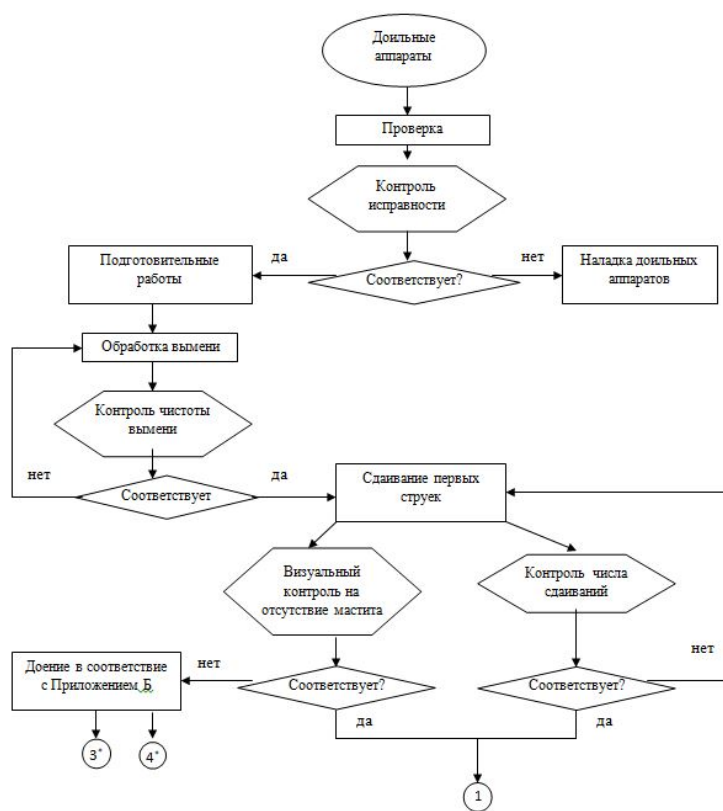 Доильные
аппараты
Проверка
Контроль
исправности
да
нет
Подготовительные
работы
Соответствует?
Наладка доильных
аппаратов
Обработка вымени
Контроль чистоты
вымени
нет
да
Соответствует
Сдаивание первых
струек
Визуальный
контроль на
отсутствие мастита
Контроль числа
сдаиваний
Доение в соответствие
с Приложением Б
нет
Соответствует?
Соответствует?
нет
да
да
3*
4*
1